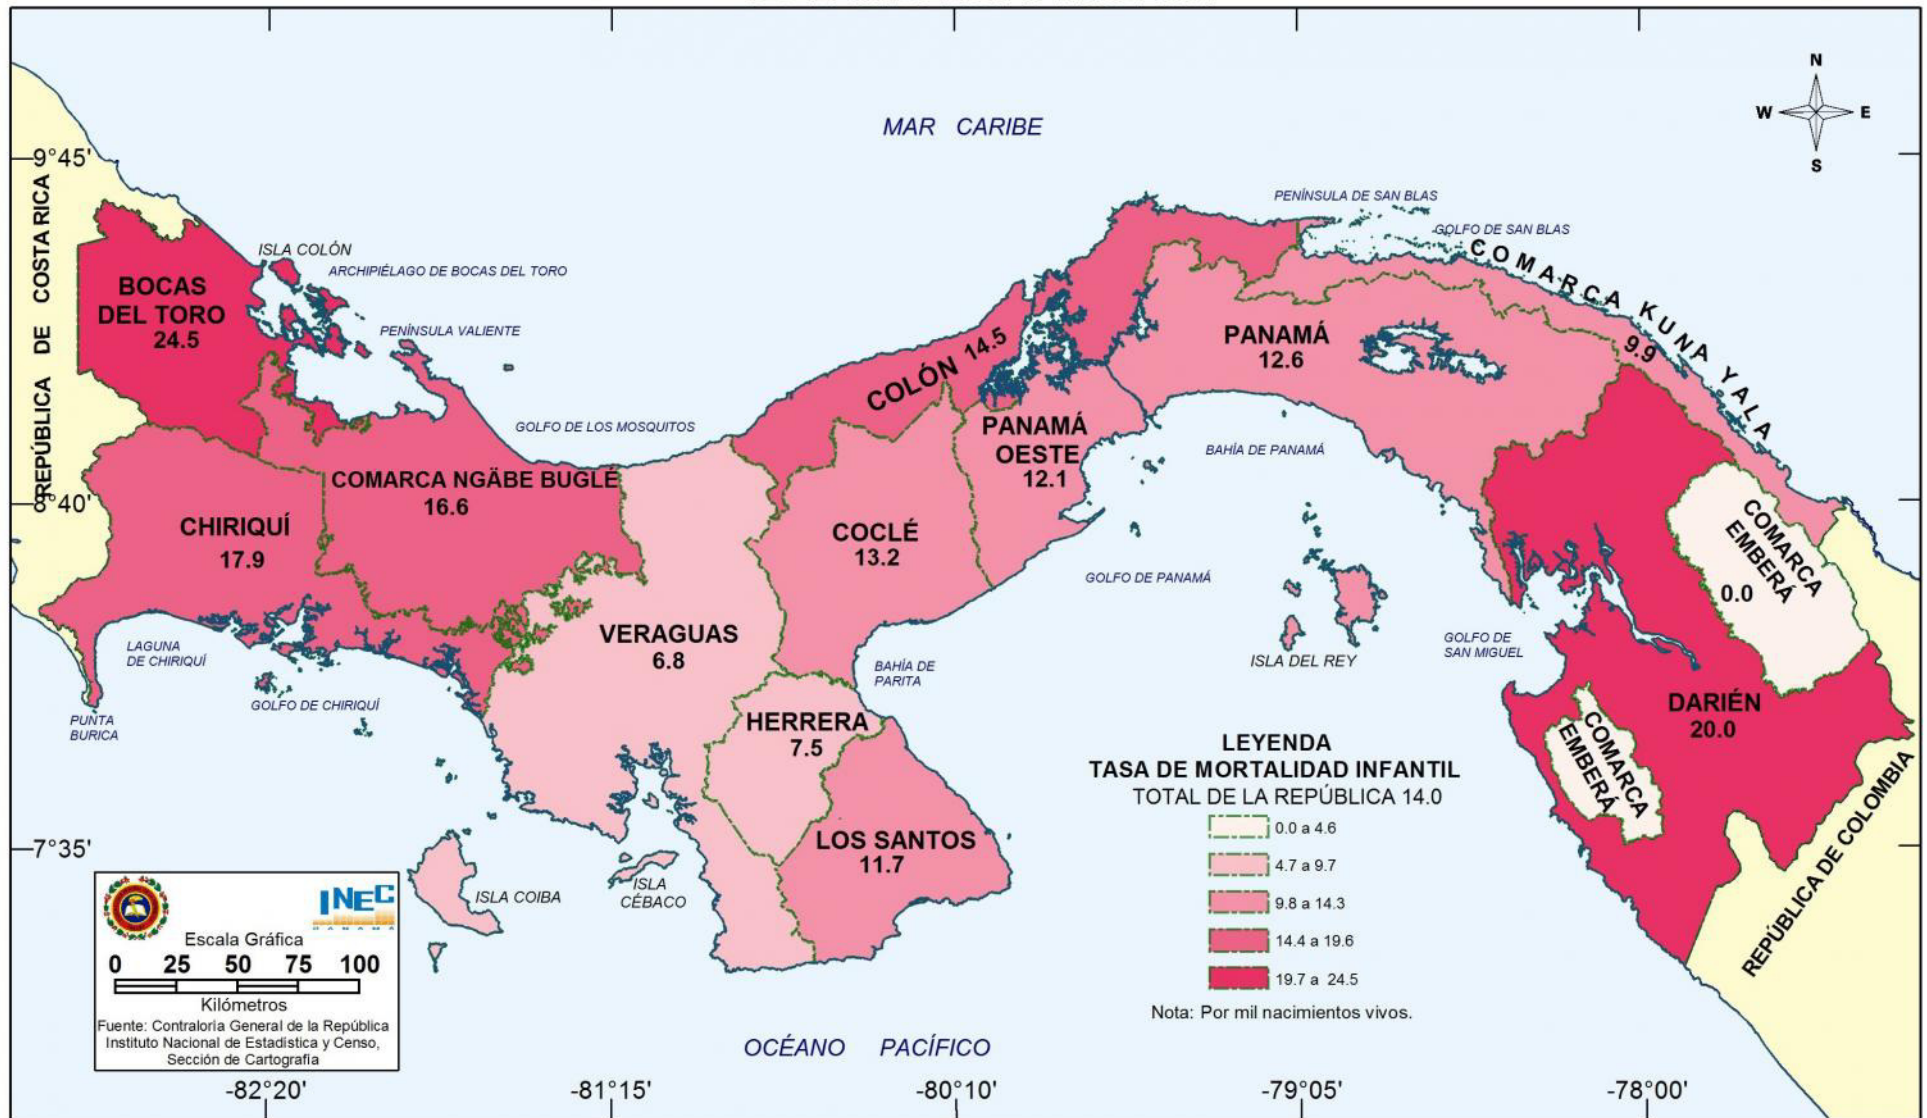 N
W E
S
MAR CARIBE
9°45'
8°40'
7°35'
REPÚBLICA DE COSTA RICA
PENÍNSULA DE SAN BLAS
GOLFO DE SAN BLAS
COMARCA KUNA YALA
9.9
ISLA COLÓN
ARCHIPIÉLAGO DE BOCAS DEL TORO
BOCAS
DEL TORO
24.5
PENÍNSULA VALIENTE
GOLFO DE LOS MOSQUITOS
COLÓN 14.5
PANAMÁ
12.6
PANAMÁ
OESTE
12.1
BAHÍA DE PANAMÁ
COMARCA NGÄBE BUGLÉ
16.6
CHIRIQUÍ
17.9
COCLÉ
13.2
GOLFO DE PANAMÁ
COMARCA
EMBERÁ
0.0
VERAGUAS
6.8
LAGUNA
DE CHIRIQUÍ
GOLFO DE CHIRIQUÍ
PUNTA
BURICA
BAHÍA DE
PARITA
ISLA DEL REY
GOLFO DE
SAN MIGUEL
DARIÉN
20.0
COMARCA
EMBERÁ
HERRERA
7.5
LOS SANTOS
11.7
ISLA COIBA
ISLA
CÉBACO
REPÚBLICA DE COLOMBIA
LEYENDA
TASA DE MORTALIDAD INFANTIL
TOTAL DE LA REPÚBLICA 14.0
0.0 a 4.6
4.7 a 9.7
9.8 a 14.3
14.4 a 19.6
19.7 a 24.5
Nota: Por mil nacimientos vivos.
INEC
PANAMÁ
Escala Gráfica
0 25 50 75 100
Kilómetros
Fuente: Contraloría General de la República
Instituto Nacional de Estadística y Censo,
Sección de Cartografía
OCÉANO PACÍFICO
-82°20' -81°15' -80°10' -79°05' -78°00'